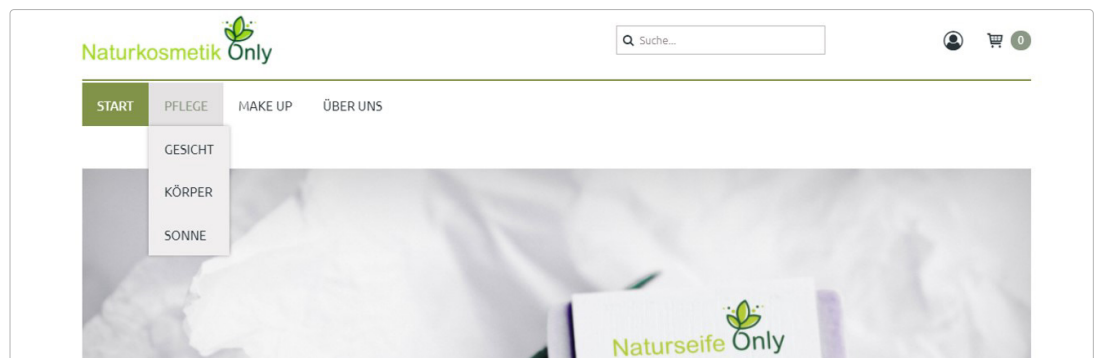 Naturkosmetik Only
Suche...
0
START PFLEGE MAKE UP ÜBER UNS
GESICHT
KÖRPER
SONNE
Naturseife Only